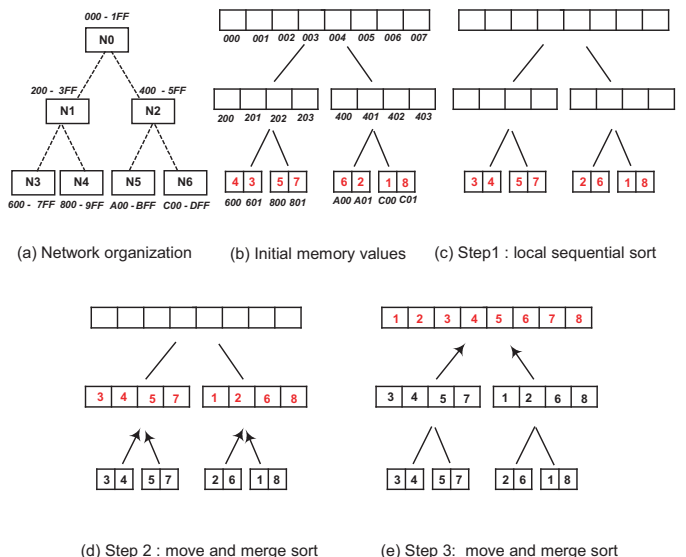 000 - 1FF
N0
200 - 3FF
400 - 5FF
N1
N2
N3
N4
N5
N6
600 - 7FF
800 - 9FF
A00 - BFF
C00 - DFF
(a) Network organization
000 001 002 003 004 005 006 007
200 201 202 203
400 401 402 403
4 3 5 7
6 2 1 8
600 601 800 801
A00 A01 C00 C01
(b) Initial memory values
3 4 5 7
2 6 1 8
(c) Step1 : local sequential sort
3 4 5 7
1 2 6 8
3 4 5 7
2 6 1 8
(d) Step 2 : move and merge sort
1 2 3 4 5 6 7 8
3 4 5 7
1 2 6 8
3 4 5 7
2 6 1 8
(e) Step 3: move and merge sort